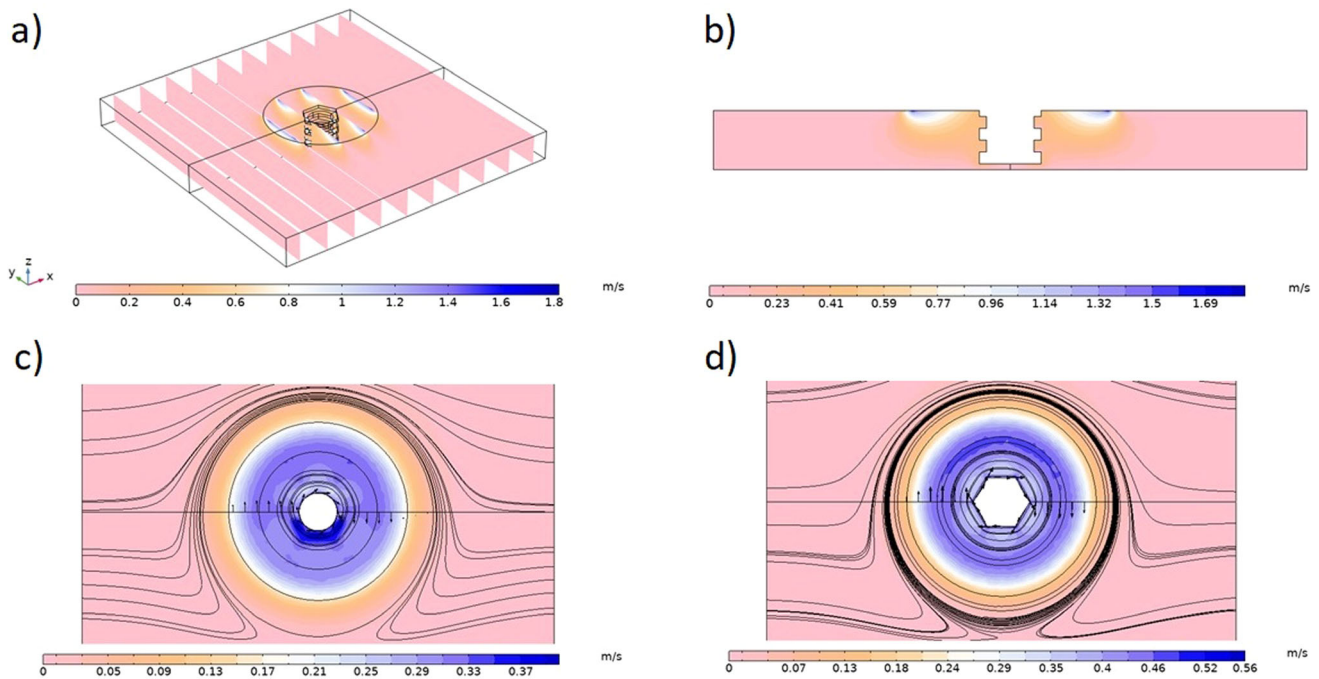 a)
b)
z
y
x
m/s
0 0.2 0.4 0.6 0.8 1 1.2 1.4 1.6 1.8
m/s
0 0.23 0.41 0.59 0.77 0.96 1.14 1.32 1.5 1.69
c)
d)
m/s
0 0.05 0.09 0.13 0.17 0.21 0.25 0.29 0.33 0.37
m/s
0 0.07 0.13 0.18 0.24 0.29 0.35 0.4 0.46 0.52 0.56